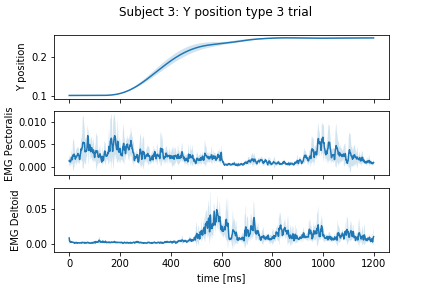 Subject 3: Y position type 3 trial
Y position
0.2
0.1
EMG Pectoralis
0.010
0.005
0.000
EMG Deltoid
0.05
0.00
0 200 400 600 800 1000 1200
time [ms]